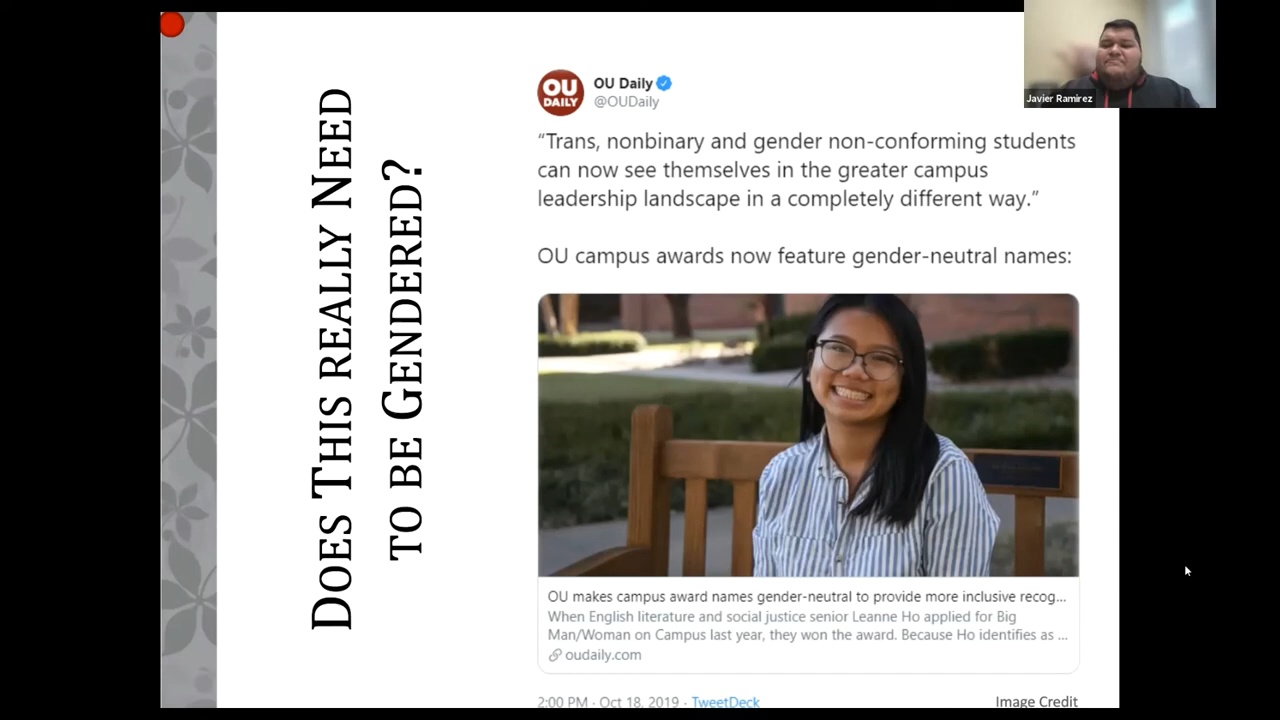 DOES THIS REALLY NEED
TO BE GENDERED?
OU
DAILY
OU Daily
@OUDaily
“Trans, nonbinary and gender non-conforming students
can now see themselves in the greater campus
leadership landscape in a completely different way.”
OU campus awards now feature gender-neutral names:
OU makes campus award names gender-neutral to provide more inclusive recog...
When English literature and social justice senior Leanne Ho applied for Big
Man/Woman on Campus last year, they won the award. Because Ho identifies as ...
oudaily.com
2:00 PM · Oct 18, 2019 · TweetDeck
Image Credit
Javier Ramirez